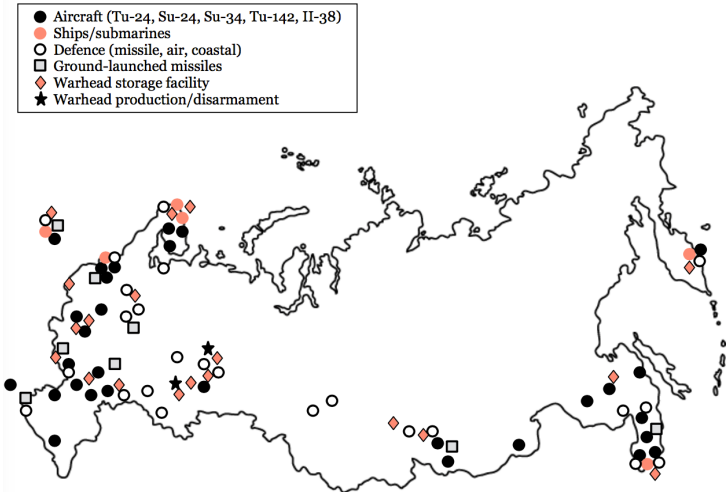 Aircraft (Tu-24, Su-24, Su-34, Tu-142, II-38)
Ships/submarines
Defence (missile, air, coastal)
Ground-launched missiles
Warhead storage facility
Warhead production/disarmament